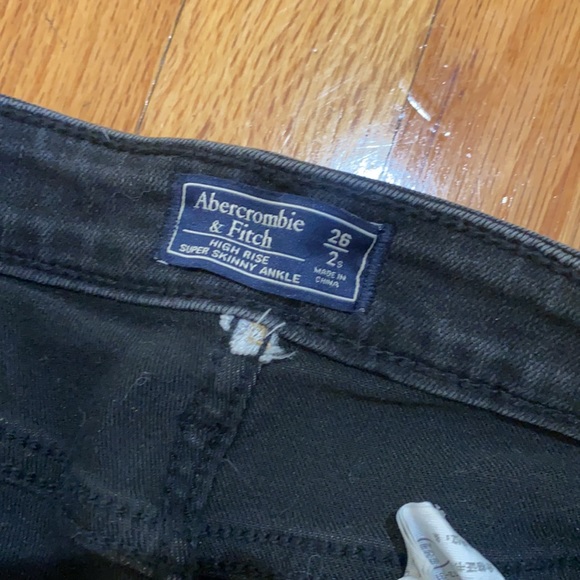 Abercrombie
& Fitch
HIGH RISE
SUPER SKINNY ANKLE
26
2S
MADE IN
CHINA